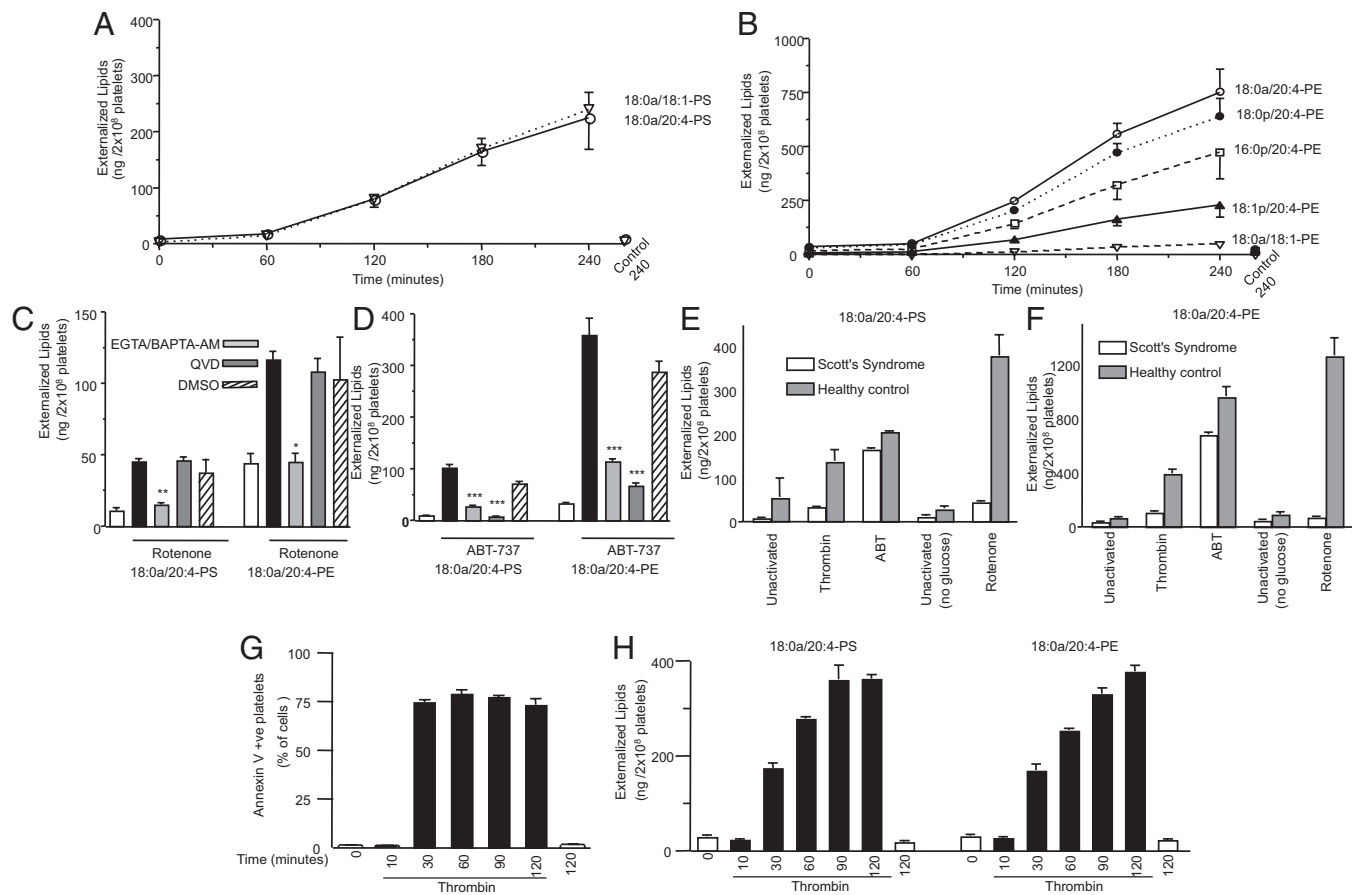 A
Externalized Lipids
(ng /2x10⁸ platelets)
400
300
200
100
0
0
60
120
180
240
Control
240
Time (minutes)
18:0a/18:1-PS
18:0a/20:4-PS
B
Externalized Lipids
(ng /2x10⁸ platelets)
1000
750
500
250
0
0
60
120
180
240
Control
240
Time (minutes)
18:0a/20:4-PE
18:0p/20:4-PE
16:0p/20:4-PE
18:1p/20:4-PE
18:0a/18:1-PE
C
Externalized Lipids
(ng /2x10⁸ platelets)
150
100
50
0
EGTA/BAPTA-AM
QVD
DMSO
**
*
Rotenone
18:0a/20:4-PS
Rotenone
18:0a/20:4-PE
D
Externalized Lipids
(ng /2x10⁸ platelets)
400
300
200
100
0
***
***
***
***
ABT-737
18:0a/20:4-PS
ABT-737
18:0a/20:4-PE
E
18:0a/20:4-PS
Externalized Lipids
(ng/2x10⁸ platelets)
400
300
200
100
0
Scott's Syndrome
Healthy control
Unactivated
Thrombin
ABT
Unactivated
(no glucose)
Rotenone
F
18:0a/20:4-PE
Externalized Lipids
(ng/2x10⁸ platelets)
1200
800
400
0
Scott's Syndrome
Healthy control
Unactivated
Thrombin
ABT
Unactivated
(no glucose)
Rotenone
G
Annexin V +ve platelets
(% of cells )
100
75
50
25
0
Time (minutes)
0
10
30
60
90
120
120
Thrombin
H
18:0a/20:4-PS
18:0a/20:4-PE
Externalized Lipids
(ng /2x10⁸ platelets)
400
200
0
0
10
30
60
90
120
120
0
10
30
60
90
120
120
Thrombin
Thrombin